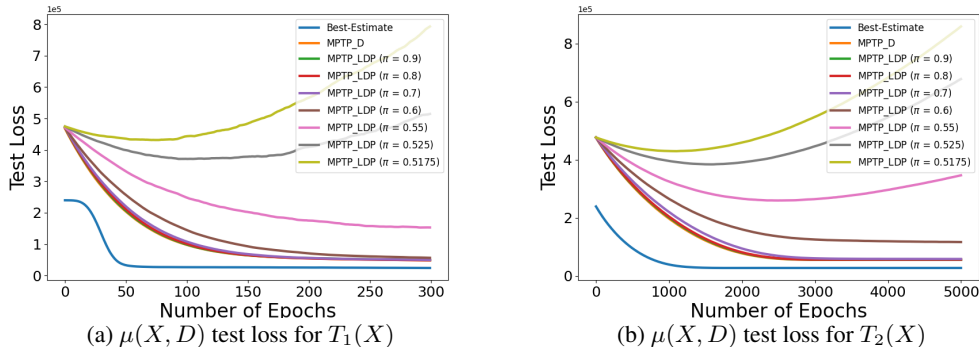 1e5
8
7
6
5
4
3
2
1
0
Test Loss
0 50 100 150 200 250 300
Number of Epochs
Best-Estimate
MPTP_D
MPTP_LDP (π = 0.9)
MPTP_LDP (π = 0.8)
MPTP_LDP (π = 0.7)
MPTP_LDP (π = 0.6)
MPTP_LDP (π = 0.55)
MPTP_LDP (π = 0.525)
MPTP_LDP (π = 0.5175)
(a) μ(X, D) test loss for T₁(X)
1e5
8
6
4
2
0
Test Loss
0 1000 2000 3000 4000 5000
Number of Epochs
Best-Estimate
MPTP_D
MPTP_LDP (π = 0.9)
MPTP_LDP (π = 0.8)
MPTP_LDP (π = 0.7)
MPTP_LDP (π = 0.6)
MPTP_LDP (π = 0.55)
MPTP_LDP (π = 0.525)
MPTP_LDP (π = 0.5175)
(b) μ(X, D) test loss for T₂(X)